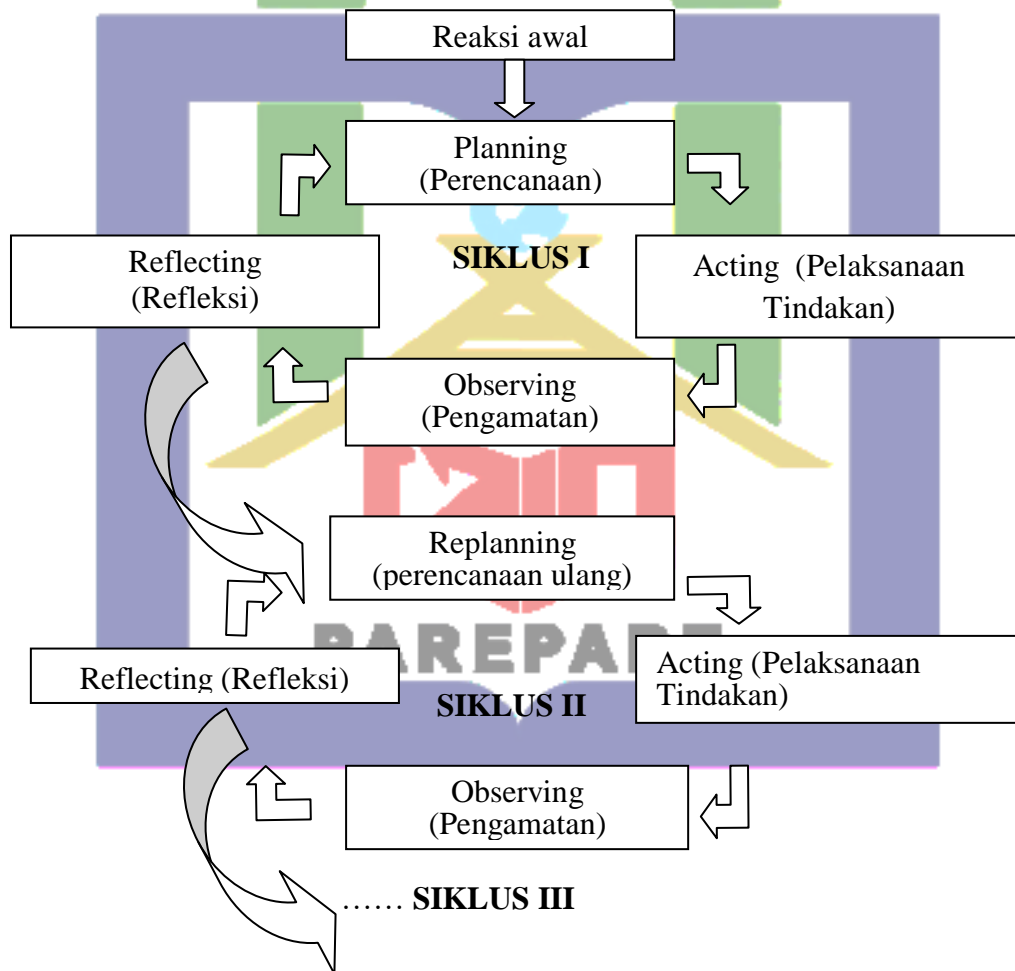 Reaksi awal
Planning
(Perencanaan)
SIKLUS I
Reflecting
(Refleksi)
Acting (Pelaksanaan
Tindakan)
Observing
(Pengamatan)
Replanning
(perencanaan ulang)
PAREPARE
Reflecting (Refleksi)
Acting (Pelaksanaan
Tindakan)
SIKLUS II
Observing
(Pengamatan)
...... SIKLUS III